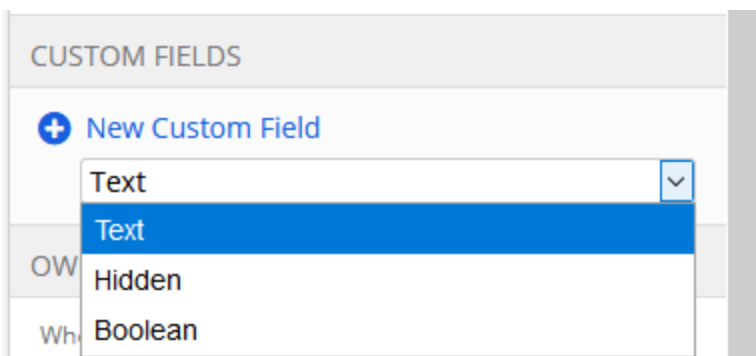 CUSTOM FIELDS
New Custom Field
Text
Text
Hidden
Boolean